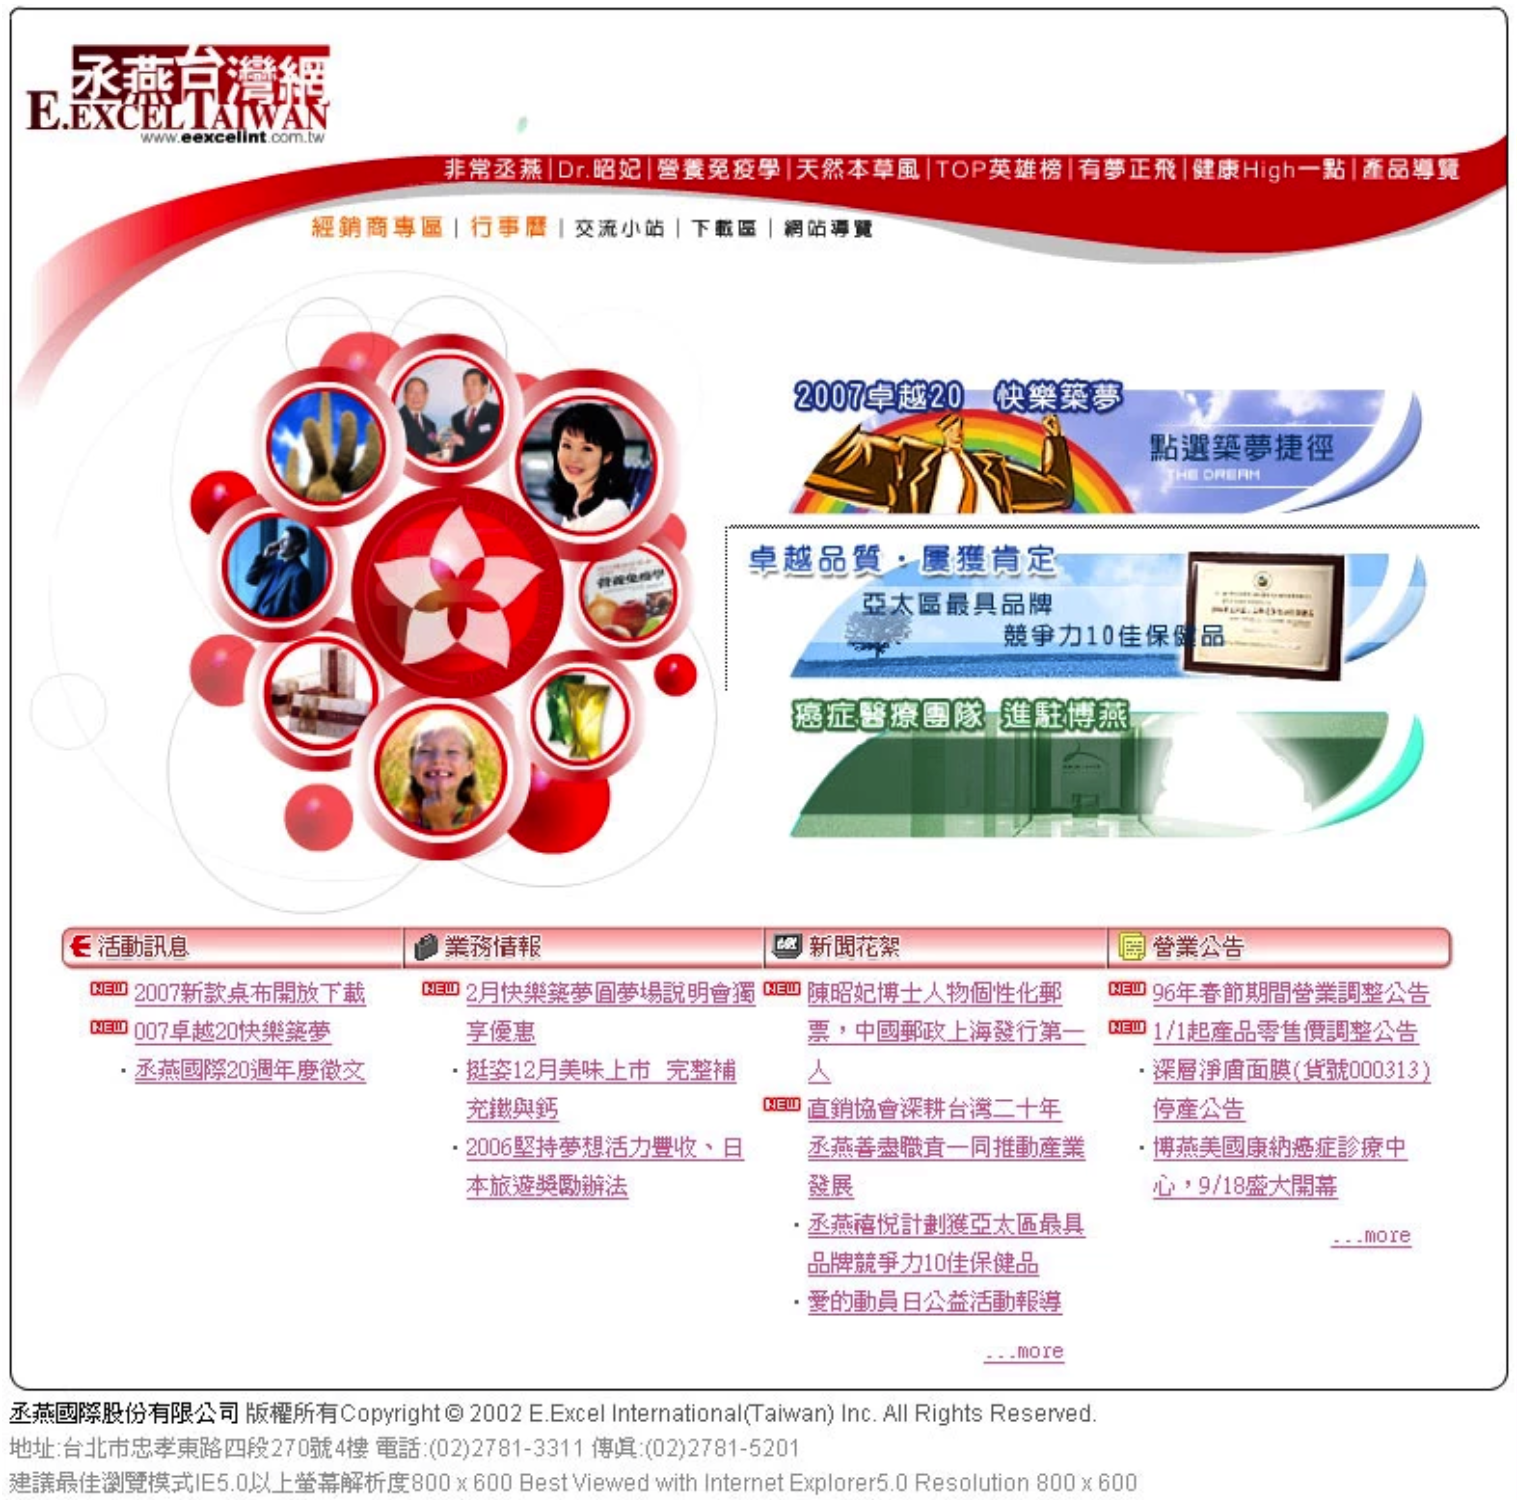 丞燕台灣網
E.EXCEL TAIWAN
www.eexcelint.com.tw
非常丞燕|Dr.昭妃|營養免疫學|天然本草風|TOP英雄榜|有夢正飛|健康High一點|產品導覽
經銷商專區|行事曆|交流小站|下載區|網站導覽
2007卓越20 快樂築夢
點選築夢捷徑
THE DREAM
營養免疫學
卓越品質・屢獲肯定
亞太區最具品牌
競爭力10佳保健品
癌症醫療團隊 進駐博燕
活動訊息
NEW 2007新款桌布開放下載
NEW 007卓越20快樂築夢
・丞燕國際20週年慶徵文
業務情報
NEW 2月快樂築夢圓夢場說明會獨
享優惠
・挺姿12月美味上市 完整補
充鐵與鈣
・2006堅持夢想活力豐收、日
本旅遊獎勵辦法
新聞花絮
NEW 陳昭妃博士人物個性化郵
票，中國郵政上海發行第一
人
NEW 直銷協會深耕台灣二十年
丞燕善盡職責一同推動產業
發展
・丞燕禧悅計劃獲亞太區最具
品牌競爭力10佳保健品
・愛的動員日公益活動報導
...more
營業公告
NEW 96年春節期間營業調整公告
NEW 1/1起產品零售價調整公告
・深層淨膚面膜(貨號000313)
停產公告
・博燕美國康納癌症診療中
心，9/18盛大開幕
...more
丞燕國際股份有限公司 版權所有Copyright © 2002 E.Excel International(Taiwan) Inc. All Rights Reserved.
地址:台北市忠孝東路四段270號4樓 電話:(02)2781-3311 傳真:(02)2781-5201
建議最佳瀏覽模式IE5.0以上螢幕解析度800 x 600 Best Viewed with Internet Explorer5.0 Resolution 800 x 600